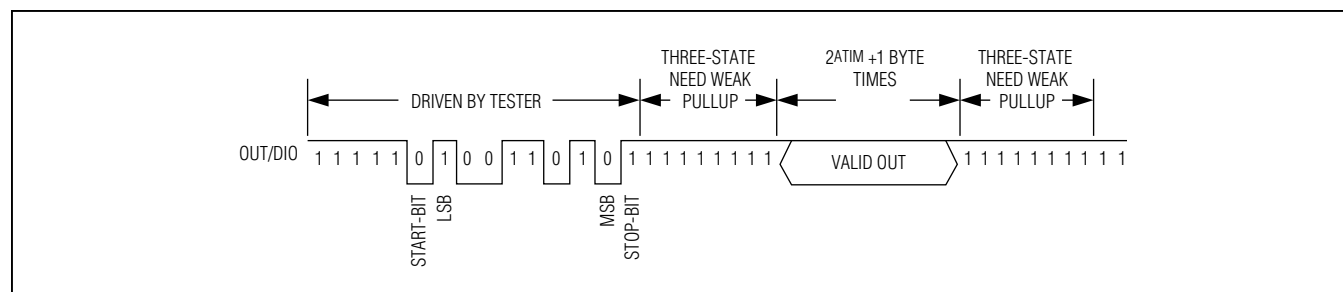 THREE-STATE
NEED WEAK
PULLUP
2ATIM +1 BYTE
TIMES
THREE-STATE
NEED WEAK
PULLUP
DRIVEN BY TESTER
OUT/DIO
1 1 1 1 1 0 1 0 0 1 1 0 1 0 1 1 1 1 1 1 1 1
VALID OUT
1 1 1 1 1 1 1 1 1 1
START-BIT
LSB
MSB
STOP-BIT